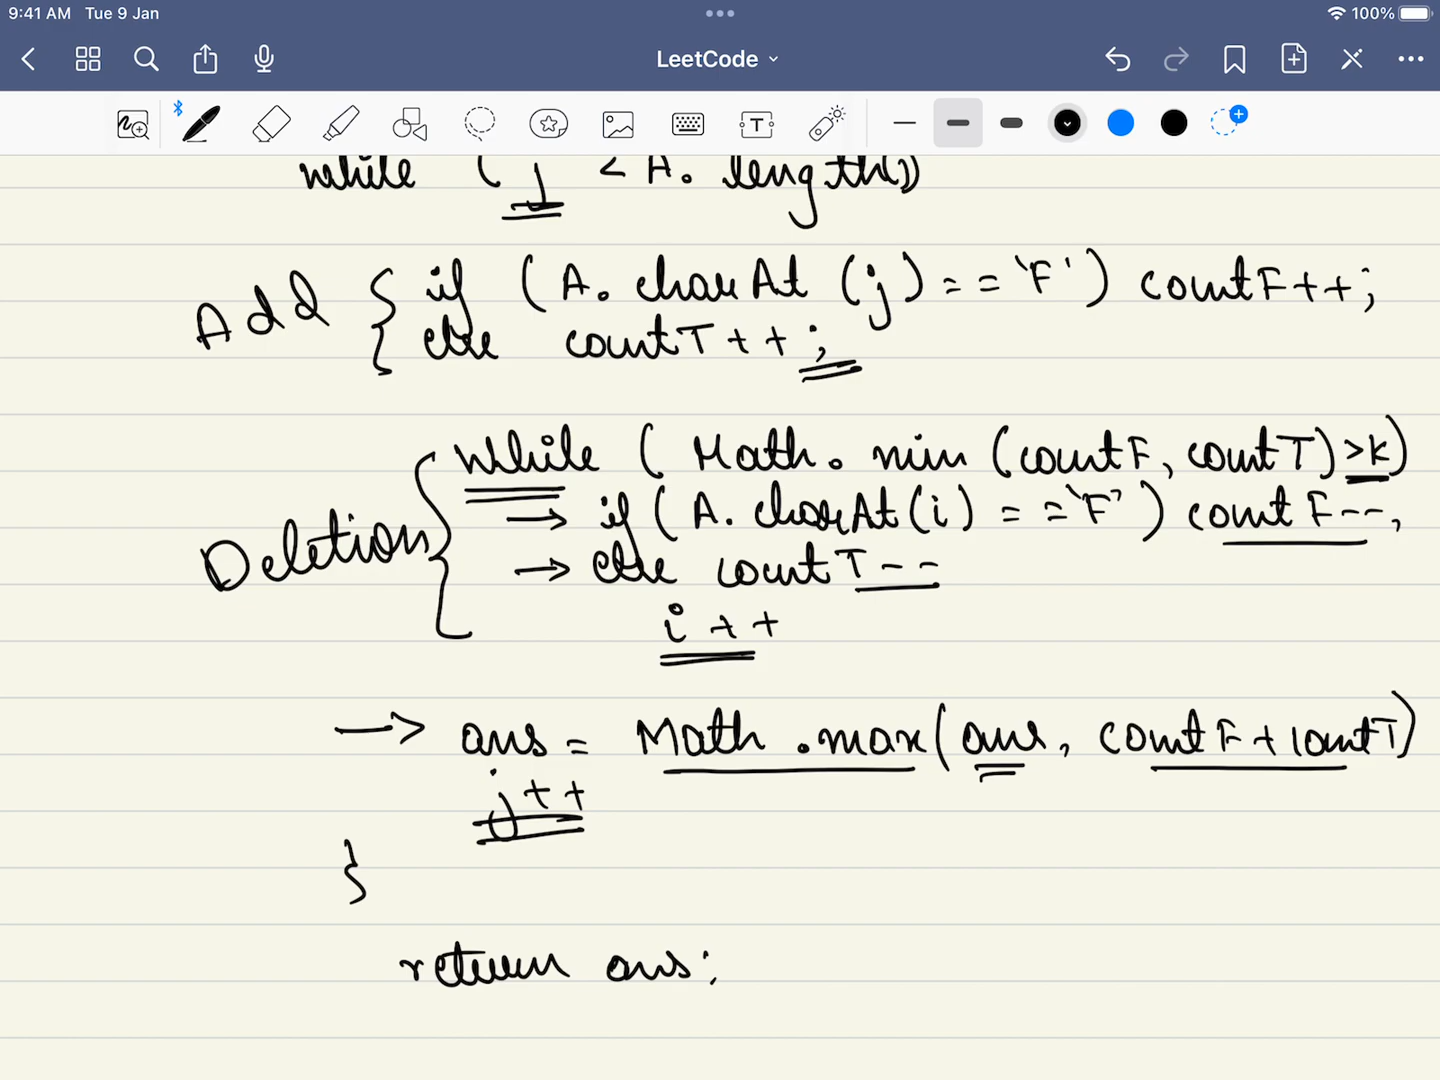 9:41 AM Tue 9 Jan
100%
LeetCode
T
while ( j < A. length())
Add { if ( A. charAt (j) == 'F' ) countF++;
else countT++;
Deletion { While ( Math. min (countF, countT) >k)
→ if ( A. charAt(i) == 'F' ) countF--,
→ else countT--
i++
→ ans = Math .max( ans, countF + countT)
j++
}
return ans;